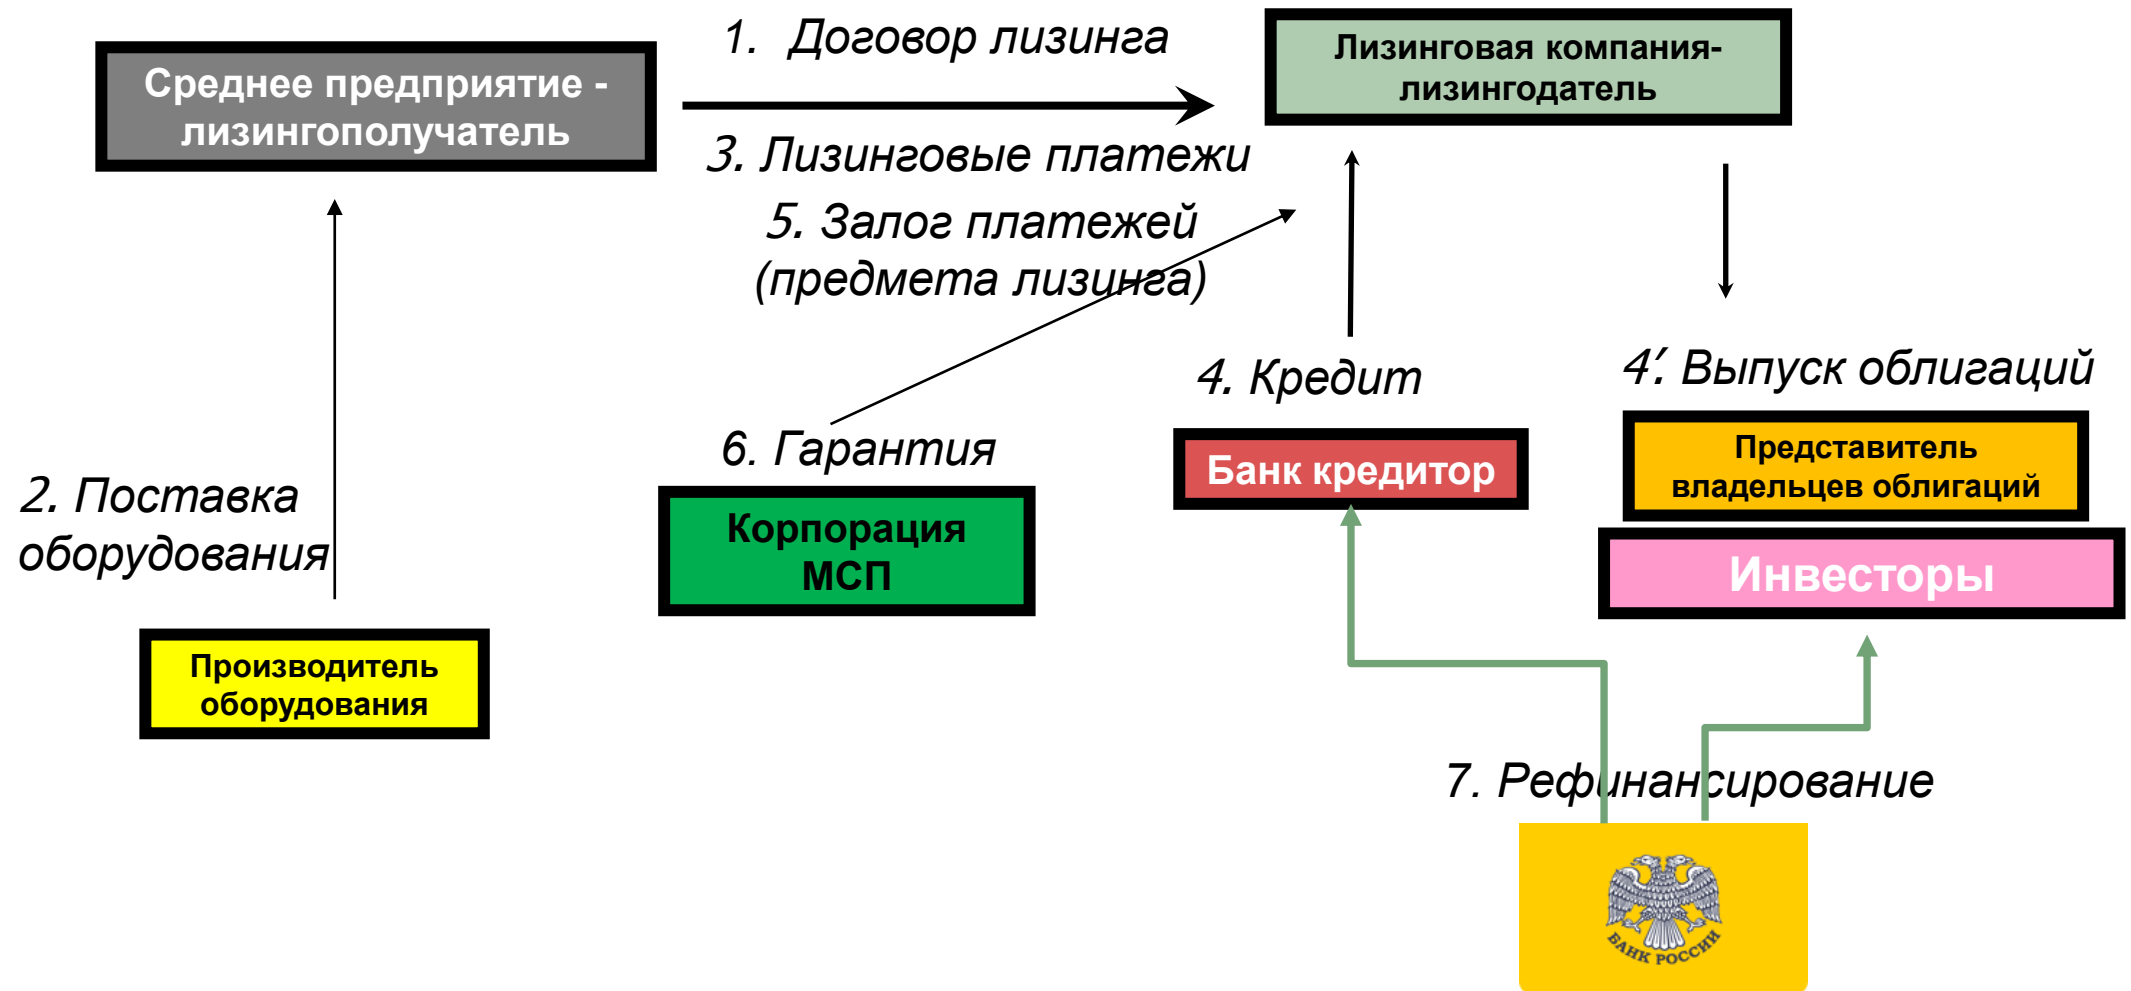 1. Договор лизинга
Лизинговая компания-
лизингодатель
Среднее предприятие -
лизингополучатель
3. Лизинговые платежи
5. Залог платежей
(предмета лизинга)
4. Кредит
4′. Выпуск облигаций
6. Гарантия
Банк кредитор
Представитель
владельцев облигаций
2. Поставка
оборудования
Корпорация
МСП
Инвесторы
Производитель
оборудования
7. Рефинансирование
БАНК РОССИИ